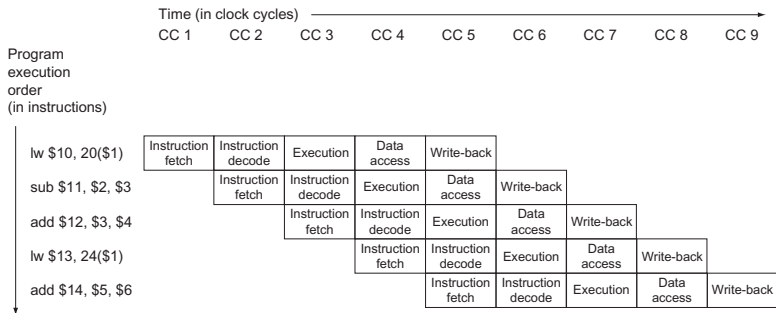 Time (in clock cycles)
CC 1 CC 2 CC 3 CC 4 CC 5 CC 6 CC 7 CC 8 CC 9
Program
execution
order
(in instructions)
lw $10, 20($1) Instruction fetch Instruction decode Execution Data access Write-back
sub $11, $2, $3 Instruction fetch Instruction decode Execution Data access Write-back
add $12, $3, $4 Instruction fetch Instruction decode Execution Data access Write-back
lw $13, 24($1) Instruction fetch Instruction decode Execution Data access Write-back
add $14, $5, $6 Instruction fetch Instruction decode Execution Data access Write-back